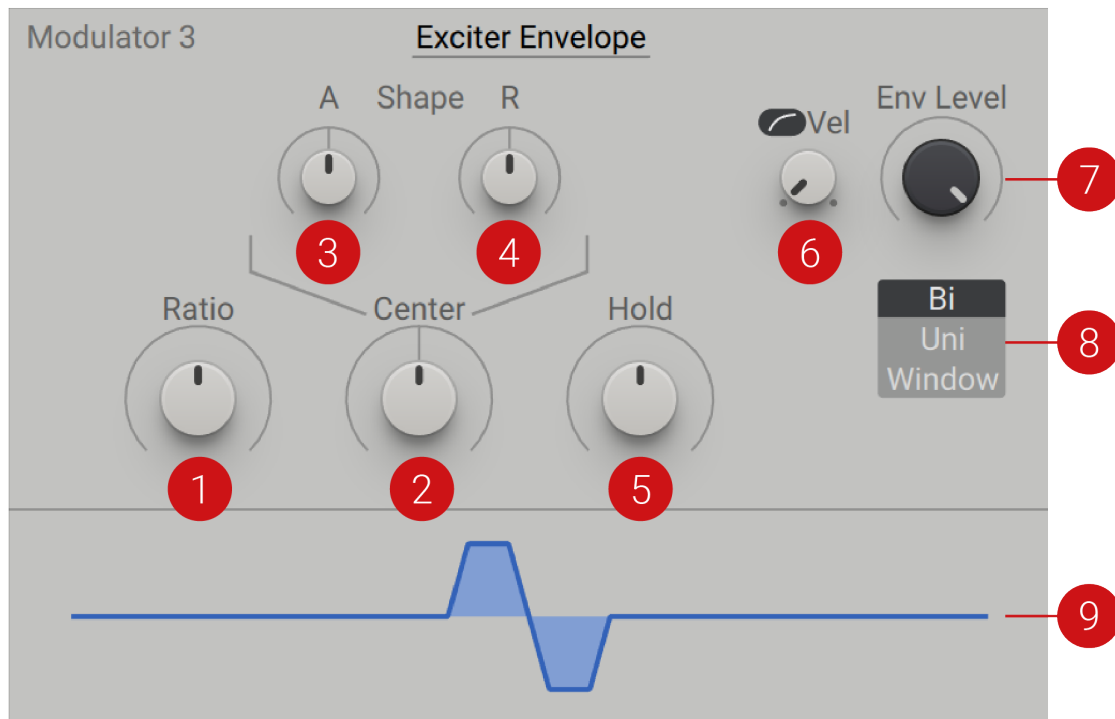 Modulator 3 Exciter Envelope
A Shape R Env Level
Vel
7
3 4 6
Bi
Ratio Center Hold
Uni 8
Window
1 2 5
9